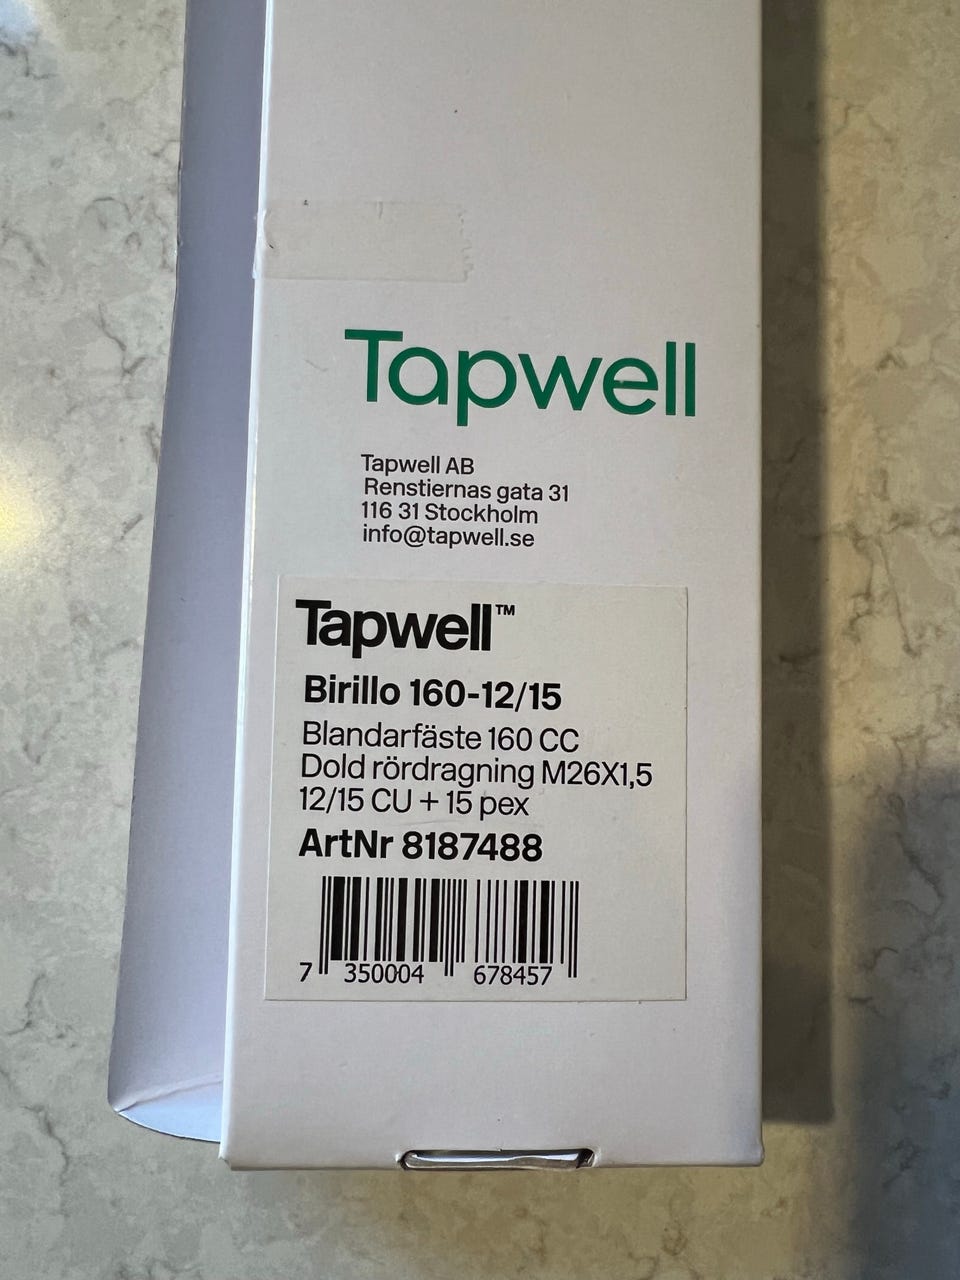 Tapwell
Tapwell AB
Renstiernas gata 31
116 31 Stockholm
info@tapwell.se
Tapwell™
Birillo 160-12/15
Blandarfäste 160 CC
Dold rördragning M26X1,5
12/15 CU + 15 pex
ArtNr 8187488
7 350004 678457